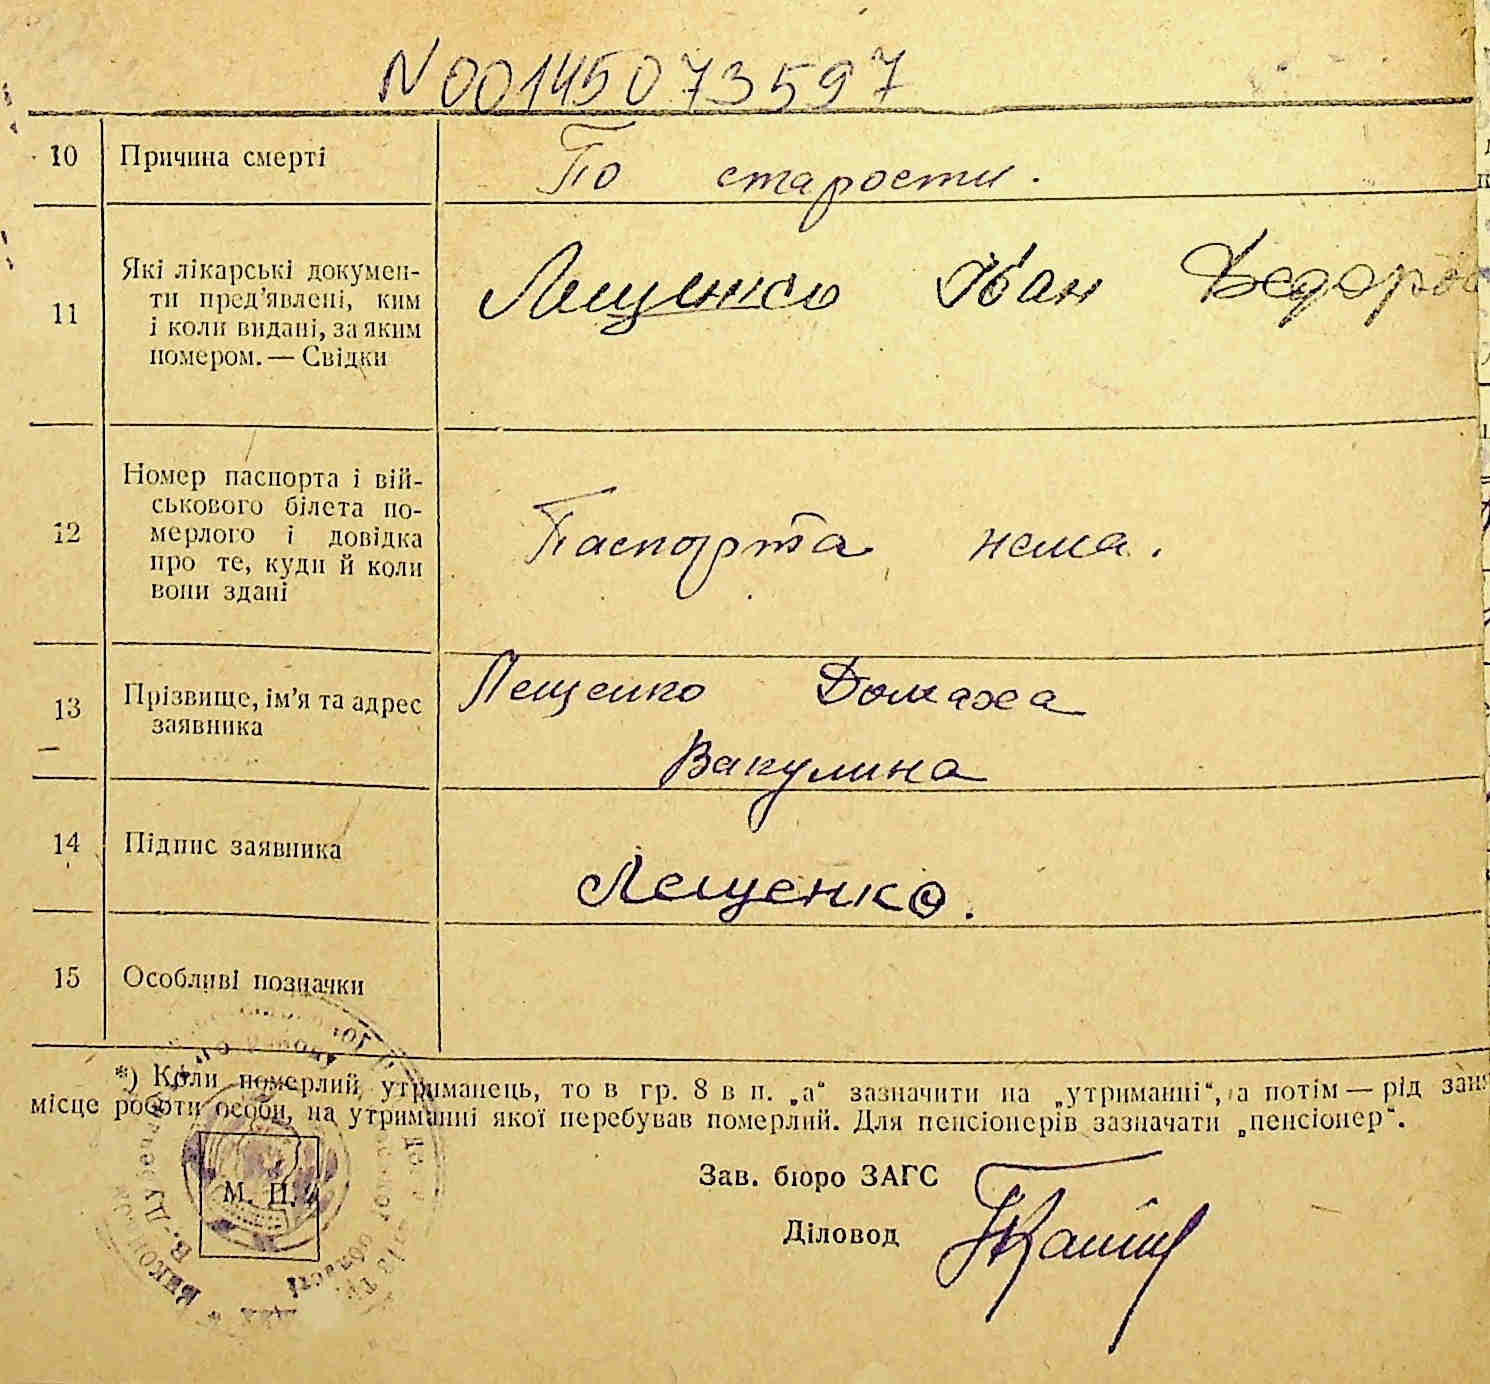 N 00145073597
10 Причина смерті По старости.
11 Які лікарські докумен-
ти пред'явлені, ким
і коли видані, за яким
номером. — Свідки
Лещенко Іван Федоро
12 Номер паспорта і вій-
ськового білета по-
мерлого і довідка
про те, куди й коли
вони здані
Паспорта нема.
13 Прізвище, ім'я та адрес
заявника
Лещенко Домаха
Вакулина
14 Підпис заявника Лещенко.
15 Особливі позначки
*) Коли померлий утриманець, то в гр. 8 в п. „а“ зазначити на „утриманні“, а потім — рід
місце роботи особи, на утриманні якої перебував померлий. Для пенсіонерів зазначати „пенсіонер“.
Зав. бюро ЗАГС
Діловод
М. П.